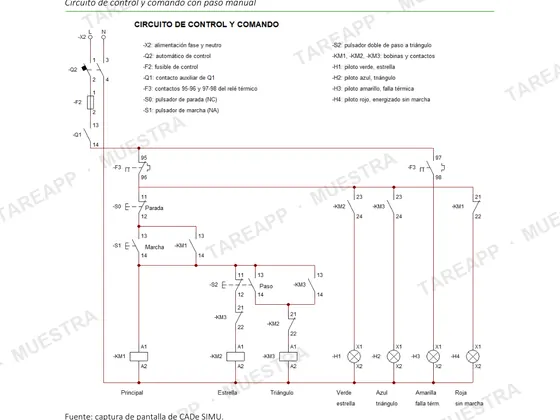 Circuito de control y comando con paso manual
CIRCUITO DE CONTROL Y COMANDO
L N
-X2
-X2: alimentación fase y neutro
-Q2: automático de control
-F2: fusible de control
-Q1: contacto auxiliar de Q1
-F3: contactos 95-96 y 97-98 del relé térmico
-S0: pulsador de parada (NC)
-S1: pulsador de marcha (NA)
-S2: pulsador doble de paso a triángulo
-KM1, -KM2, -KM3: bobinas y contactos
-H1: piloto verde, estrella
-H2: piloto azul, triángulo
-H3: piloto amarillo, falla térmica
-H4: piloto rojo, energizado sin marcha
1 3
-Q2
2 4
1
-F2
2
13
-Q1
14
95 97
-F3 -F3
96 98
11 23 23 21
-S0 Parada -KM2 -KM3 -KM1
12 24 24 22
13 13
-S1 Marcha -KM1
14 14
11 13 13
-S2 Paso -KM3
12 14 14
21 21
-KM3 -KM2
22 22
A1 A1 A1 X1 X1 X1 X1
-KM1 -KM2 -KM3 -H1 -H2 -H3 -H4
A2 A2 A2 X2 X2 X2 X2
Principal Estrella Triángulo Verde Azul Amarilla Roja
estrella triángulo falla térm. sin marcha
Fuente: captura de pantalla de CADe SIMU.
TAREAPP · MUESTRA
TAREAPP · MUESTRA
TAREAPP · MUESTRA